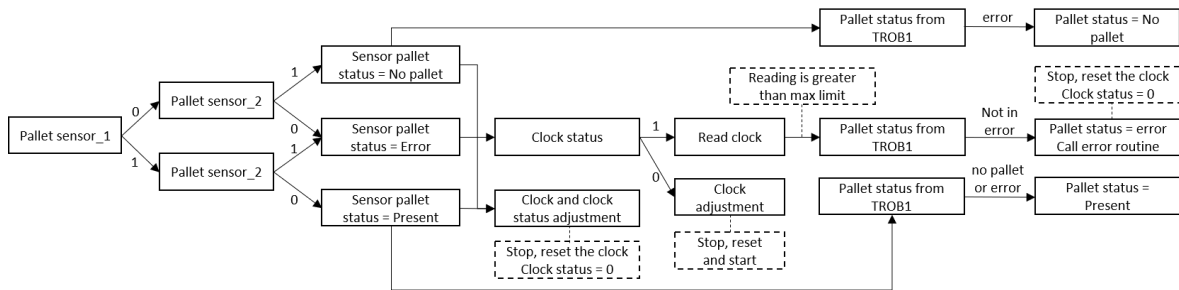 Pallet sensor_1
0
1
Pallet sensor_2
Pallet sensor_2
1
0
1
0
Sensor pallet
status = No pallet
Sensor pallet
status = Error
Sensor pallet
status = Present
Clock status
Clock and clock
status adjustment
Stop, reset the clock
Clock status = 0
1
0
Read clock
Clock
adjustment
Stop, reset
and start
Reading is greater
than max limit
Pallet status from
TROB1
error
Pallet status = No
pallet
Pallet status from
TROB1
Not in
error
Stop, reset the clock
Clock status = 0
Pallet status = error
Call error routine
Pallet status from
TROB1
no pallet
or error
Pallet status =
Present